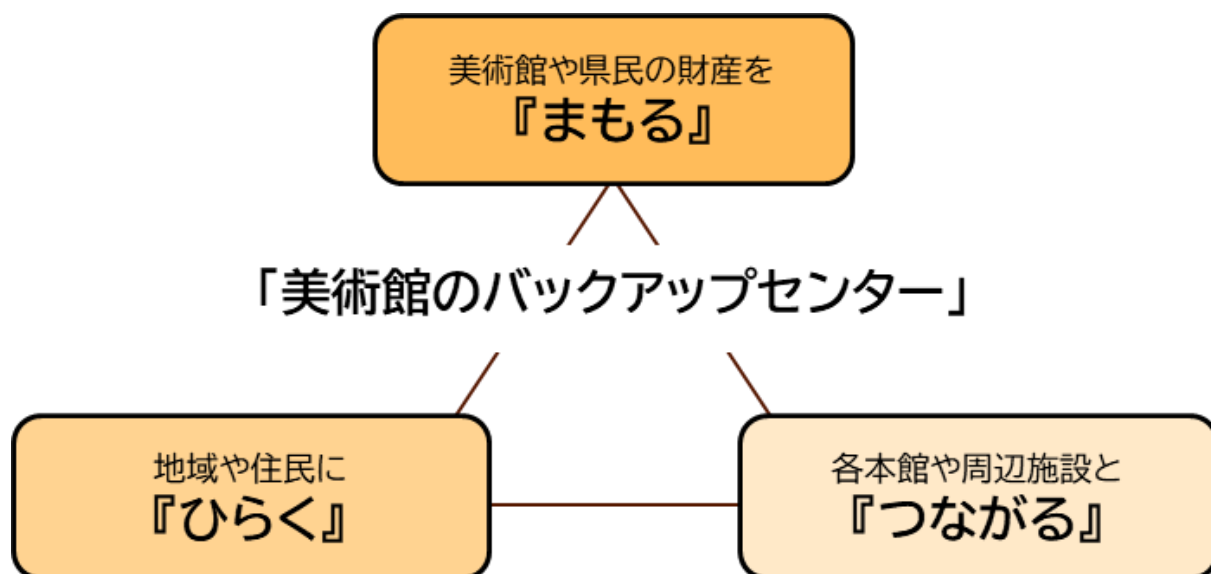 美術館や県民の財産を
『まもる』
「美術館のバックアップセンター」
地域や住民に
『ひらく』
各本館や周辺施設と
『つながる』